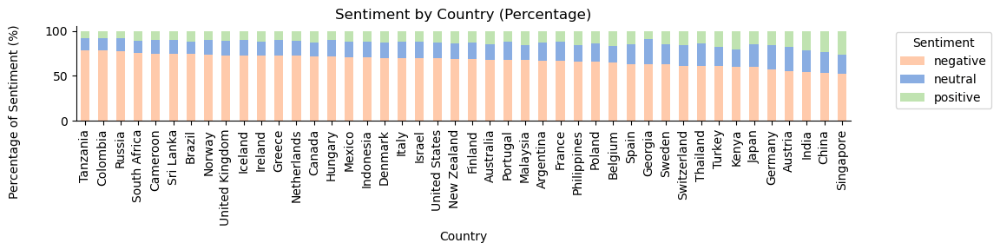 Sentiment by Country (Percentage)
Percentage of Sentiment (%)
100
50
0
Tanzania
Colombia
Russia
South Africa
Cameroon
Sri Lanka
Brazil
Norway
United Kingdom
Iceland
Ireland
Greece
Netherlands
Canada
Hungary
Mexico
Indonesia
Denmark
Italy
Israel
United States
New Zealand
Finland
Australia
Portugal
Malaysia
Argentina
France
Philippines
Poland
Belgium
Spain
Georgia
Sweden
Switzerland
Thailand
Turkey
Kenya
Japan
Germany
Austria
India
China
Singapore
Country
Sentiment
negative
neutral
positive